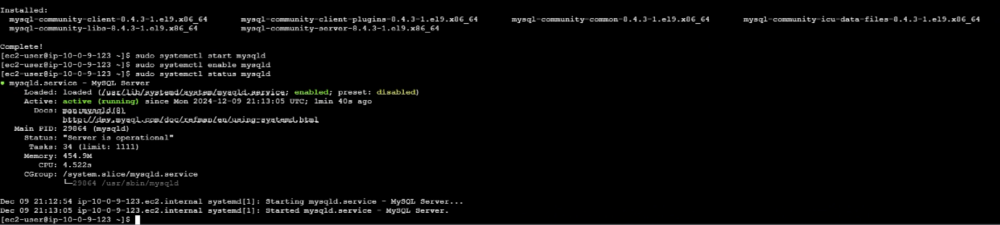 Installed:
mysql-community-client-8.4.3-1.el9.x86_64 mysql-community-client-plugins-8.4.3-1.el9.x86_64 mysql-community-common-8.4.3-1.el9.x86_64 mysql-community-icu-data-files-8.4.3-1.el9.x86_64
mysql-community-libs-8.4.3-1.el9.x86_64 mysql-community-server-8.4.3-1.el9.x86_64
Complete!
[ec2-user@ip-10-0-9-123 ~]$ sudo systemctl start mysqld
[ec2-user@ip-10-0-9-123 ~]$ sudo systemctl enable mysqld
[ec2-user@ip-10-0-9-123 ~]$ sudo systemctl status mysqld
● mysqld.service - MySQL Server
Loaded: loaded (/usr/lib/systemd/system/mysqld.service; enabled; preset: disabled)
Active: active (running) since Mon 2024-12-09 21:13:05 UTC; 1min 40s ago
Docs: man:mysqld(8)
http://dev.mysql.com/doc/refman/en/using-systemd.html
Main PID: 29864 (mysqld)
Status: "Server is operational"
Tasks: 34 (limit: 1111)
Memory: 454.9M
CPU: 4.522s
CGroup: /system.slice/mysqld.service
└─29864 /usr/sbin/mysqld
Dec 09 21:12:54 ip-10-0-9-123.ec2.internal systemd[1]: Starting mysqld.service - MySQL Server...
Dec 09 21:13:05 ip-10-0-9-123.ec2.internal systemd[1]: Started mysqld.service - MySQL Server.
[ec2-user@ip-10-0-9-123 ~]$